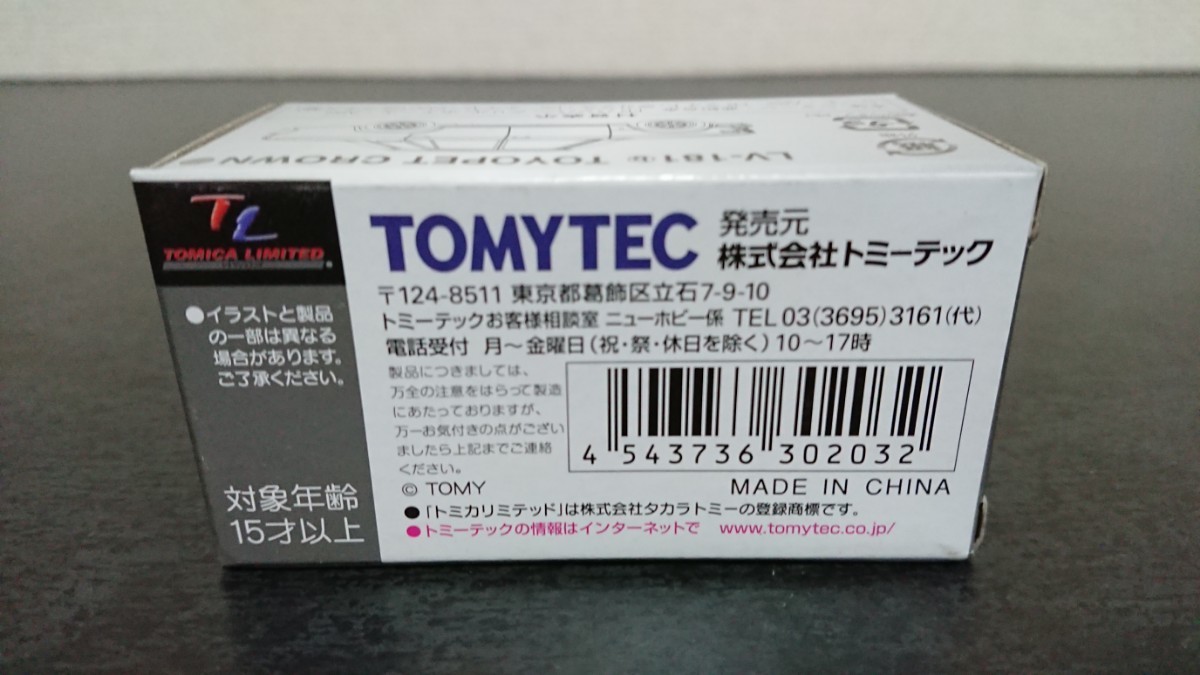 LV-181b TOYOPET CROWN
TL
TOMICA LIMITED
●イラストと製品
の一部は異なる
場合があります。
ご了承ください。
対象年齢
15才以上
TOMYTEC
発売元
株式会社トミーテック
〒124-8511 東京都葛飾区立石7-9-10
トミーテックお客様相談室 ニューホビー係 TEL 03(3695)3161(代)
電話受付 月〜金曜日(祝・祭・休日を除く)10〜17時
製品につきましては、
万全の注意をはらって製造
にあたっておりますが、
万一お気付きの点がござい
ましたら上記までご連絡
ください。
4 543736 302032
© TOMY
MADE IN CHINA
●「トミカリミテッド」は株式会社タカラトミーの登録商標です。
●トミーテックの情報はインターネットで www.tomytec.co.jp/